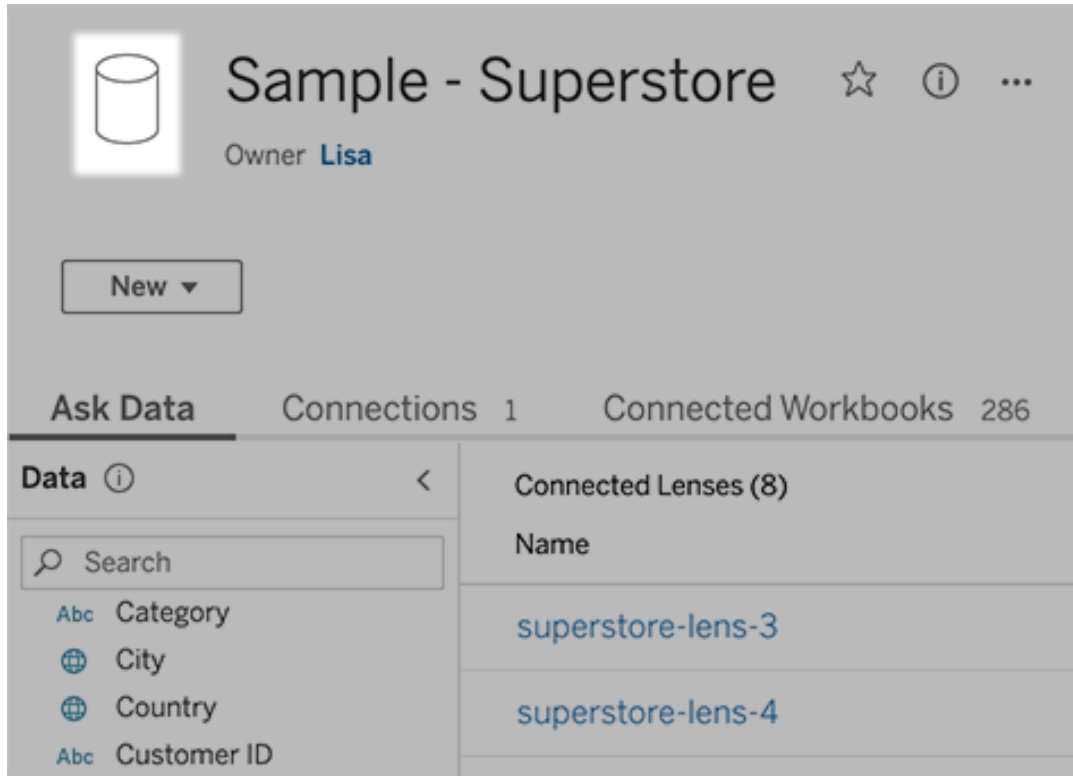 Sample - Superstore
Owner Lisa
New
Ask Data Connections 1 Connected Workbooks 286
Data
Connected Lenses (8)
Search
Name
Abc Category
City
Country
Abc Customer ID
superstore-lens-3
superstore-lens-4